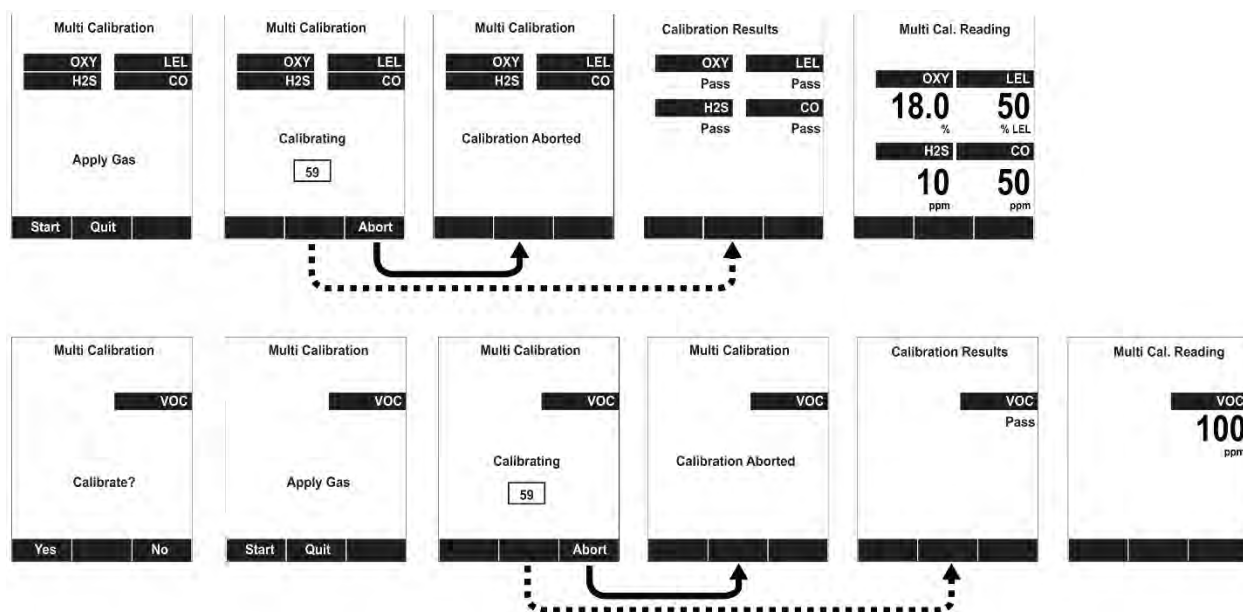 Multi Calibration
OXY LEL
H2S CO
Apply Gas
Start Quit
Multi Calibration
OXY LEL
H2S CO
Calibrating
59
Abort
Multi Calibration
OXY LEL
H2S CO
Calibration Aborted
Calibration Results
OXY LEL
Pass Pass
H2S CO
Pass Pass
Multi Cal. Reading
OXY LEL
18.0 50
% % LEL
H2S CO
10 50
ppm ppm
Multi Calibration
VOC
Calibrate?
Yes No
Multi Calibration
VOC
Apply Gas
Start Quit
Multi Calibration
VOC
Calibrating
59
Abort
Multi Calibration
VOC
Calibration Aborted
Calibration Results
VOC
Pass
Multi Cal. Reading
VOC
100
ppm